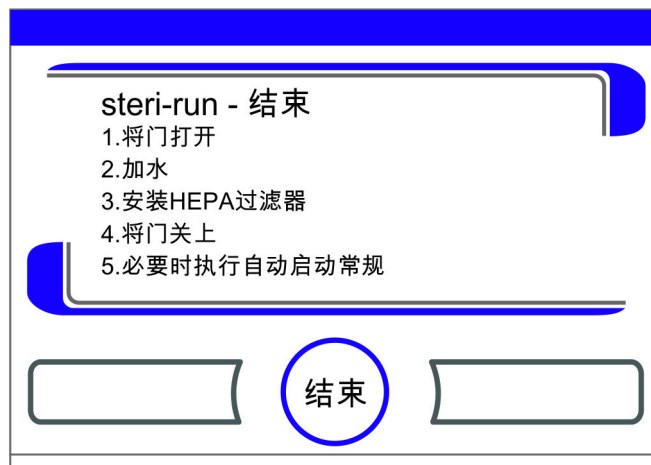 steri-run - 结束
1.将门打开
2.加水
3.安装HEPA过滤器
4.将门关上
5.必要时执行自动启动常规
结束